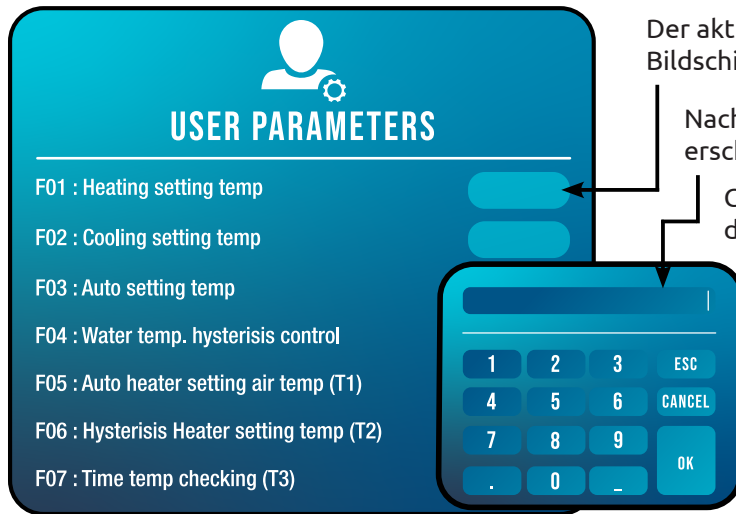 Der akt
Bildschi
Nach
ersch
d
USER PARAMETERS
F01 : Heating setting temp
F02 : Cooling setting temp
F03 : Auto setting temp
F04 : Water temp. hysterisis control
F05 : Auto heater setting air temp (T1)
F06 : Hysterisis Heater setting temp (T2)
F07 : Time temp checking (T3)
1 2 3 ESC
4 5 6 CANCEL
7 8 9
. 0 _ OK